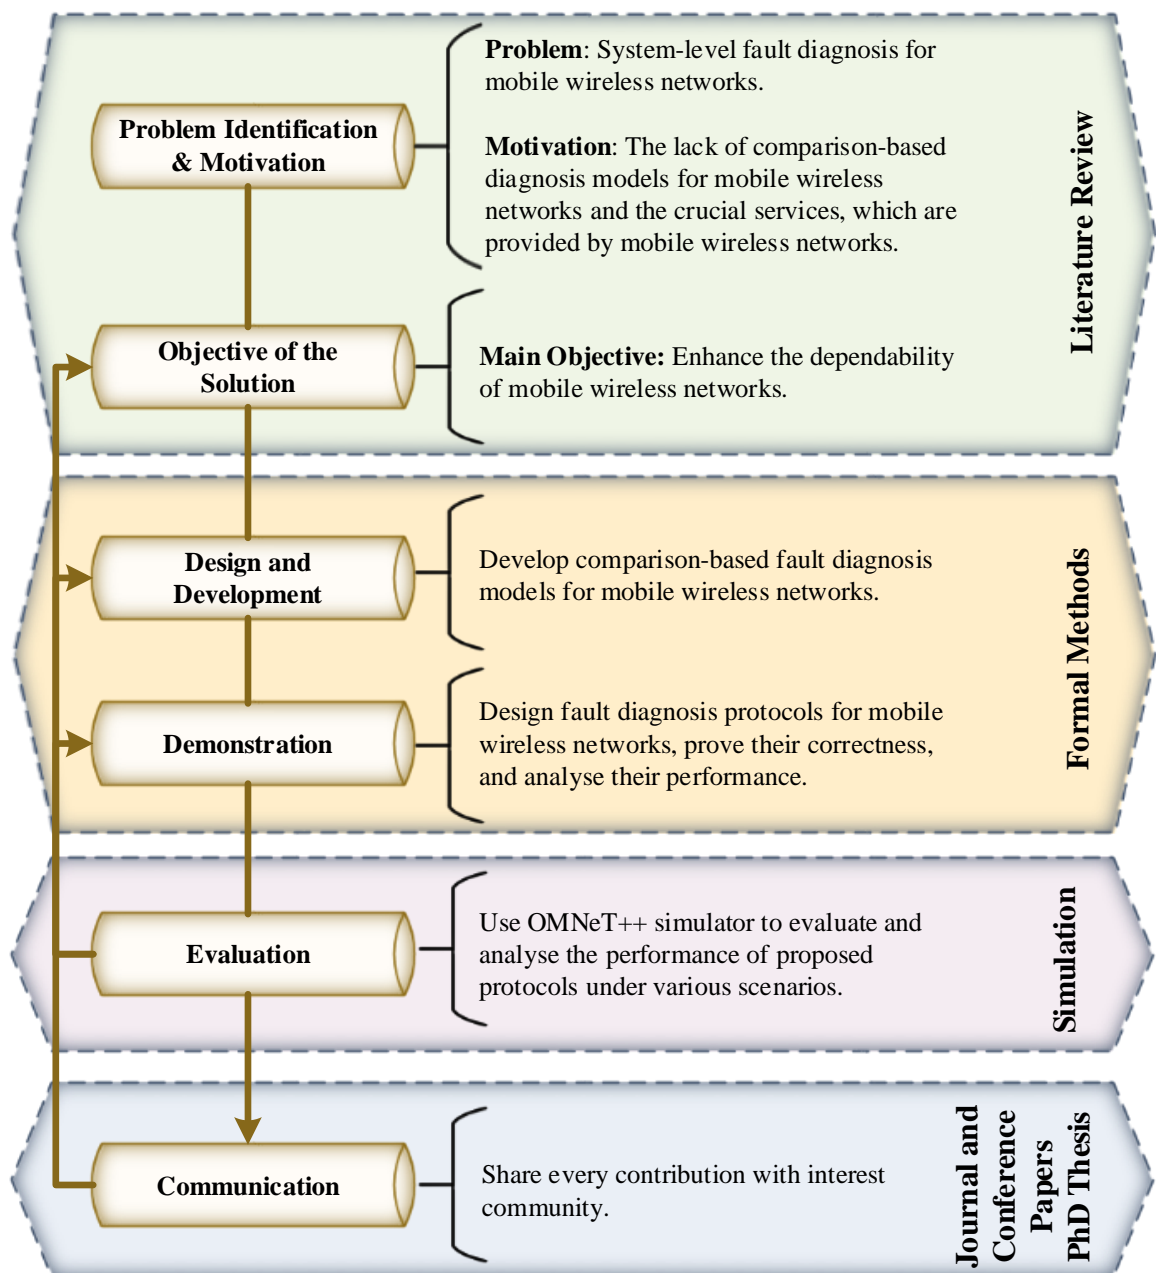 Problem Identification
& Motivation
Problem: System-level fault diagnosis for
mobile wireless networks.
Motivation: The lack of comparison-based
diagnosis models for mobile wireless
networks and the crucial services, which are
provided by mobile wireless networks.
Objective of the
Solution
Main Objective: Enhance the dependability
of mobile wireless networks.
Literature Review
Design and
Development
Develop comparison-based fault diagnosis
models for mobile wireless networks.
Demonstration
Design fault diagnosis protocols for mobile
wireless networks, prove their correctness,
and analyse their performance.
Formal Methods
Evaluation
Use OMNeT++ simulator to evaluate and
analyse the performance of proposed
protocols under various scenarios.
Simulation
Communication
Share every contribution with interest
community.
Journal and
Conference
Papers
PhD Thesis